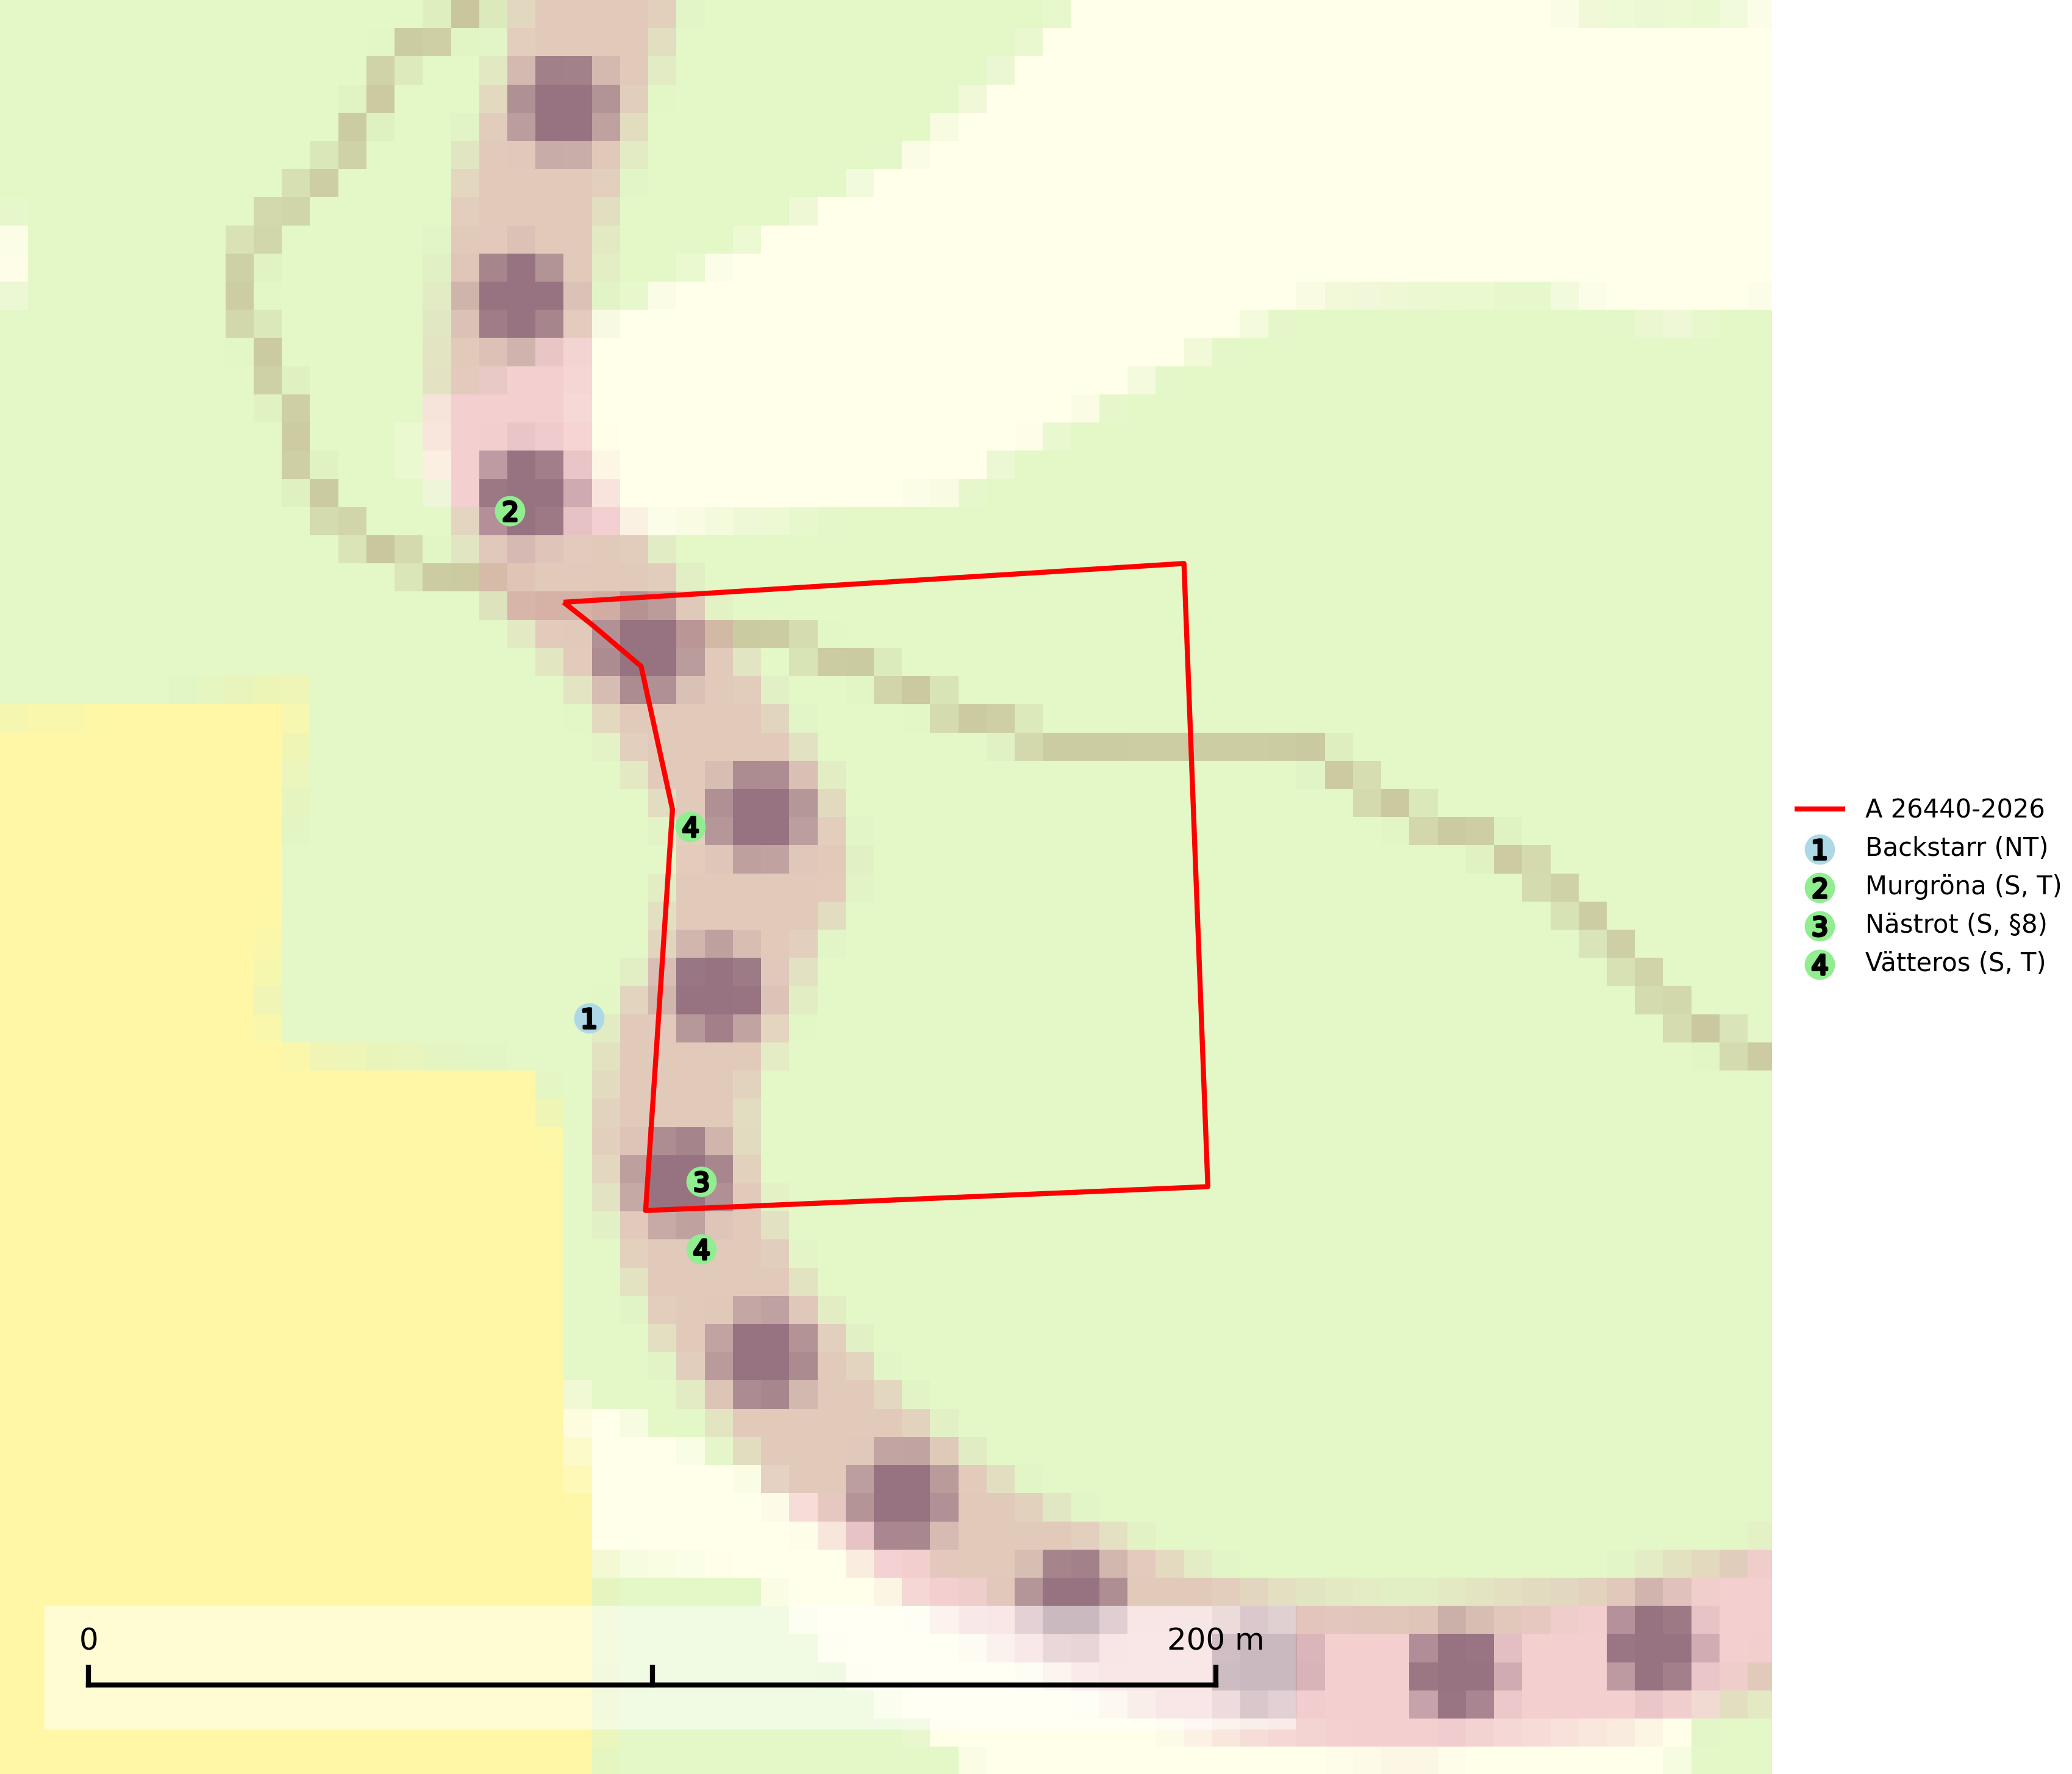 2
4
1
3
4
0
200 m
A 26440-2026
1 Backstarr (NT)
2 Murgröna (S, T)
3 Nästrot (S, §8)
4 Vätteros (S, T)